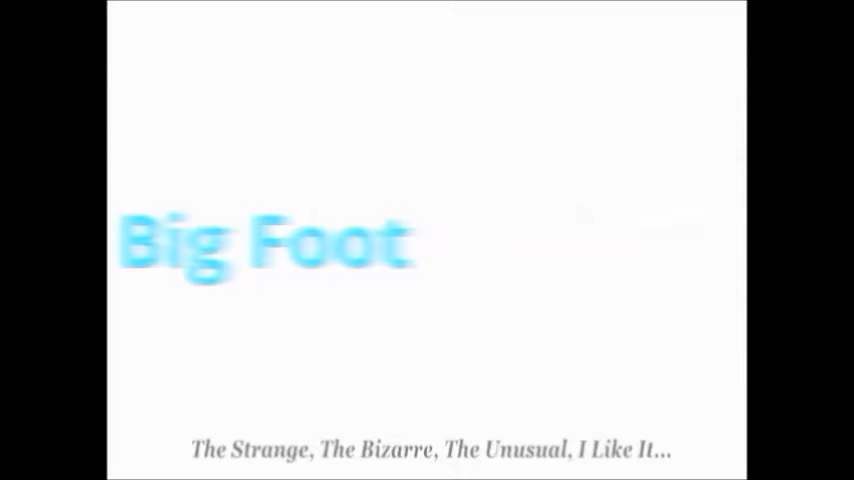 Big Foot
The Strange, The Bizarre, The Unusual, I Like It...